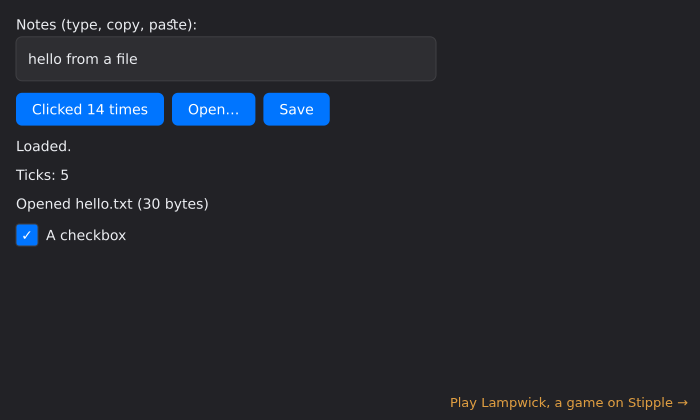 Notes (type, copy, paste):
hello from a file
Clicked 14 times Open... Save
Loaded.
Ticks: 5
Opened hello.txt (30 bytes)
✓ A checkbox
Play Lampwick, a game on Stipple →